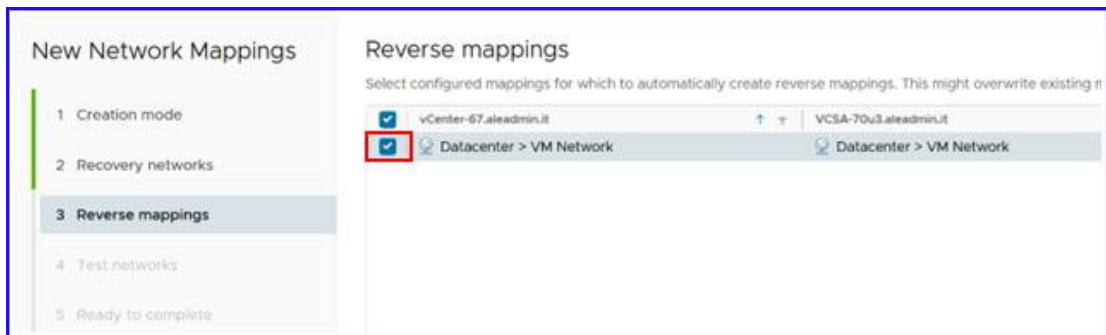 New Network Mappings
1 Creation mode
2 Recovery networks
3 Reverse mappings
4 Test networks
5 Ready to complete
Reverse mappings
Select configured mappings for which to automatically create reverse mappings. This might overwrite existing
vCenter-67.aleadmin.it VCSA-70u3.aleadmin.it
Datacenter > VM Network Datacenter > VM Network